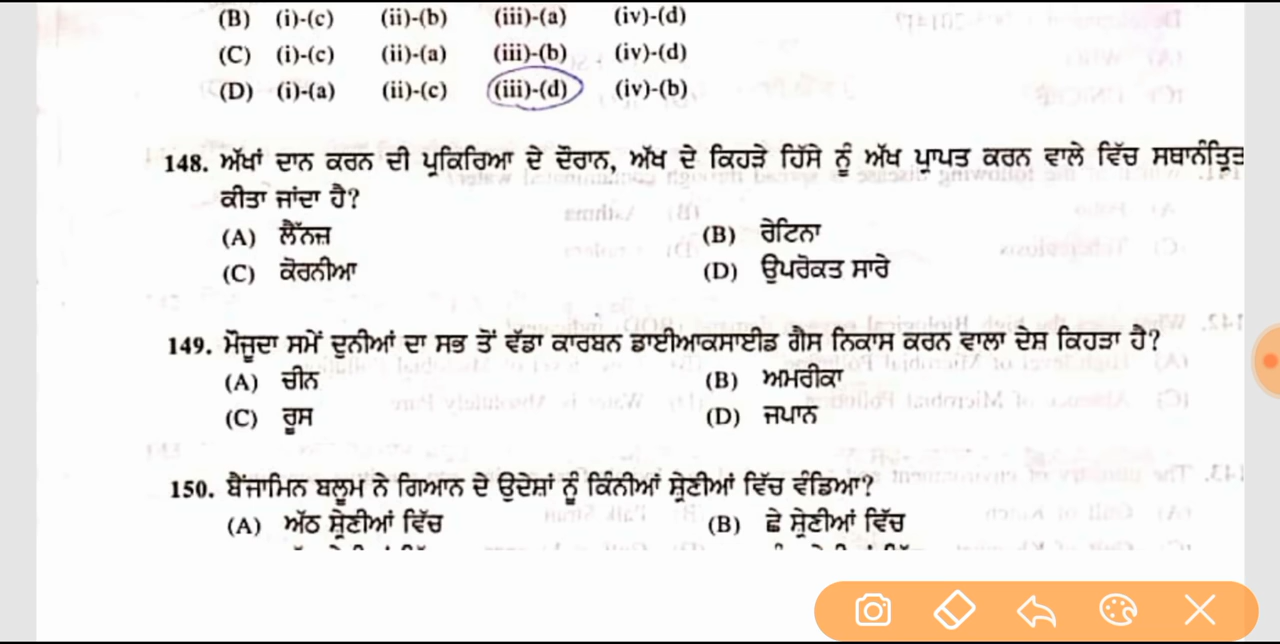 (B) (i)-(c) (ii)-(b) (iii)-(a) (iv)-(d)
(C) (i)-(c) (ii)-(a) (iii)-(b) (iv)-(d)
(D) (i)-(a) (ii)-(c) (iii)-(d) (iv)-(b)
148. ਅੱਖਾਂ ਦਾਨ ਕਰਨ ਦੀ ਪ੍ਰਕਿਰਿਆ ਦੇ ਦੌਰਾਨ, ਅੱਖ ਦੇ ਕਿਹੜੇ ਹਿੱਸੇ ਨੂੰ ਅੱਖ ਪ੍ਰਾਪਤ ਕਰਨ ਵਾਲੇ ਵਿੱਚ ਸਥਾਨੰਤ੍ਰਿਤ
ਕੀਤਾ ਜਾਂਦਾ ਹੈ?
(A) ਲੈੱਨਜ਼ (B) ਰੇਟਿਨਾ
(C) ਕੋਰਨੀਆ (D) ਉਪਰੋਕਤ ਸਾਰੇ
149. ਮੌਜੂਦਾ ਸਮੇਂ ਦੁਨੀਆਂ ਦਾ ਸਭ ਤੋਂ ਵੱਡਾ ਕਾਰਬਨ ਡਾਈਆਕਸਾਈਡ ਗੈਸ ਨਿਕਾਸ ਕਰਨ ਵਾਲਾ ਦੇਸ਼ ਕਿਹੜਾ ਹੈ?
(A) ਚੀਨ (B) ਅਮਰੀਕਾ
(C) ਰੂਸ (D) ਜਪਾਨ
150. ਬੈਂਜਾਮਿਨ ਬਲੂਮ ਨੇ ਗਿਆਨ ਦੇ ਉਦੇਸ਼ਾਂ ਨੂੰ ਕਿੰਨੀਆਂ ਸ਼੍ਰੇਣੀਆਂ ਵਿੱਚ ਵੰਡਿਆ?
(A) ਅੱਠ ਸ਼੍ਰੇਣੀਆਂ ਵਿੱਚ (B) ਛੇ ਸ਼੍ਰੇਣੀਆਂ ਵਿੱਚ